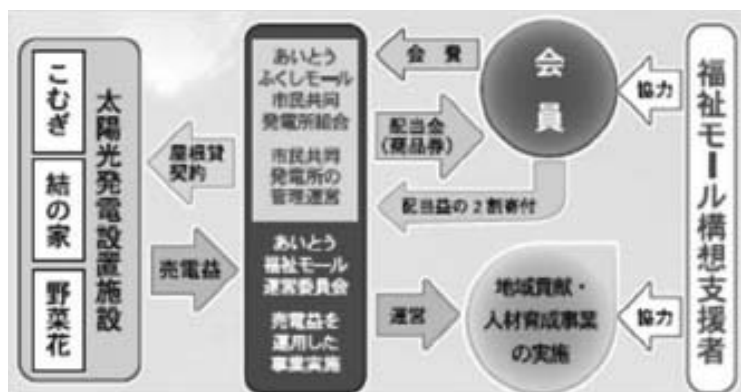 太陽光発電設置施設
こむぎ
結の家
野菜花
屋根貸
契約
売電益
あいとう
ふくしモール
市民共同
発電所組合
市民共同
発電所の
管理運営
あいとう
福祉モール
運営委員会
売電益を
運用した
事業実施
会費
配当会
(商品券)
配当益の2割寄付
運営
会員
地域貢献・
人材育成事業
の実施
協力
協力
福祉モール構想支援者